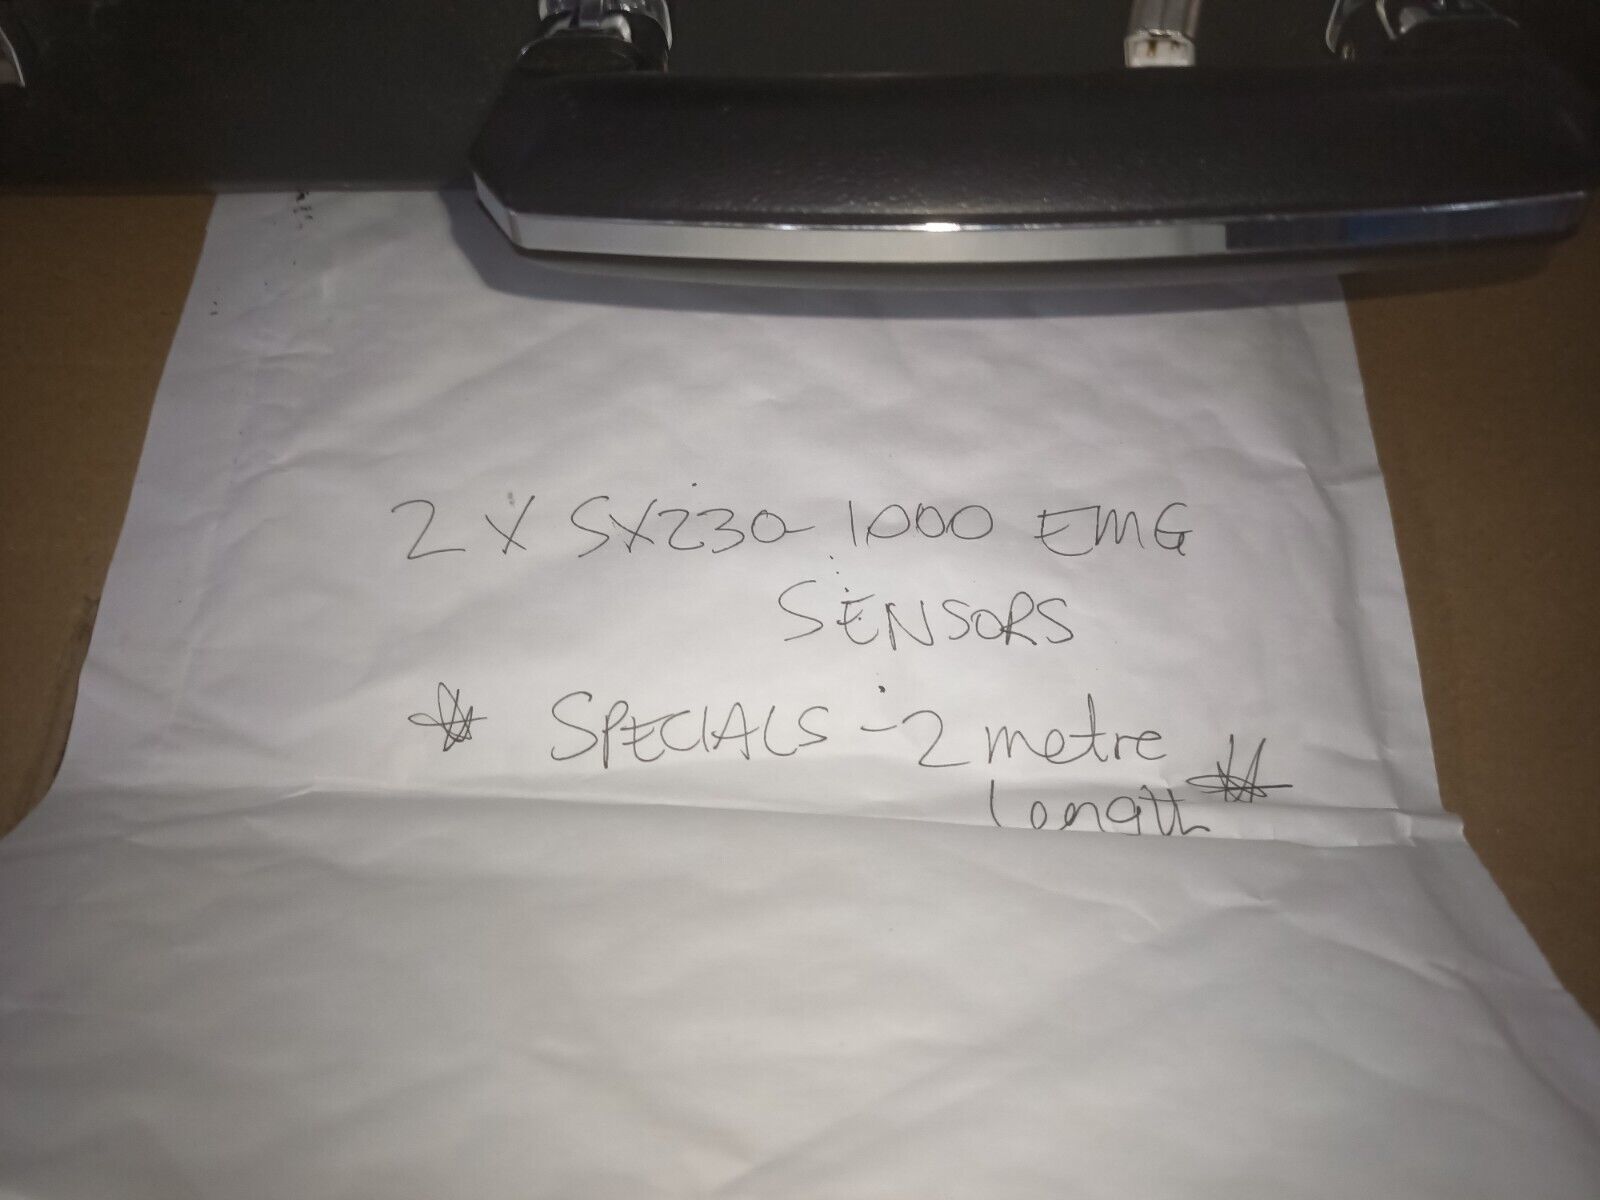 2 X SX230-1000 EMG
SENSORS
* SPECIALS - 2 metre
length *